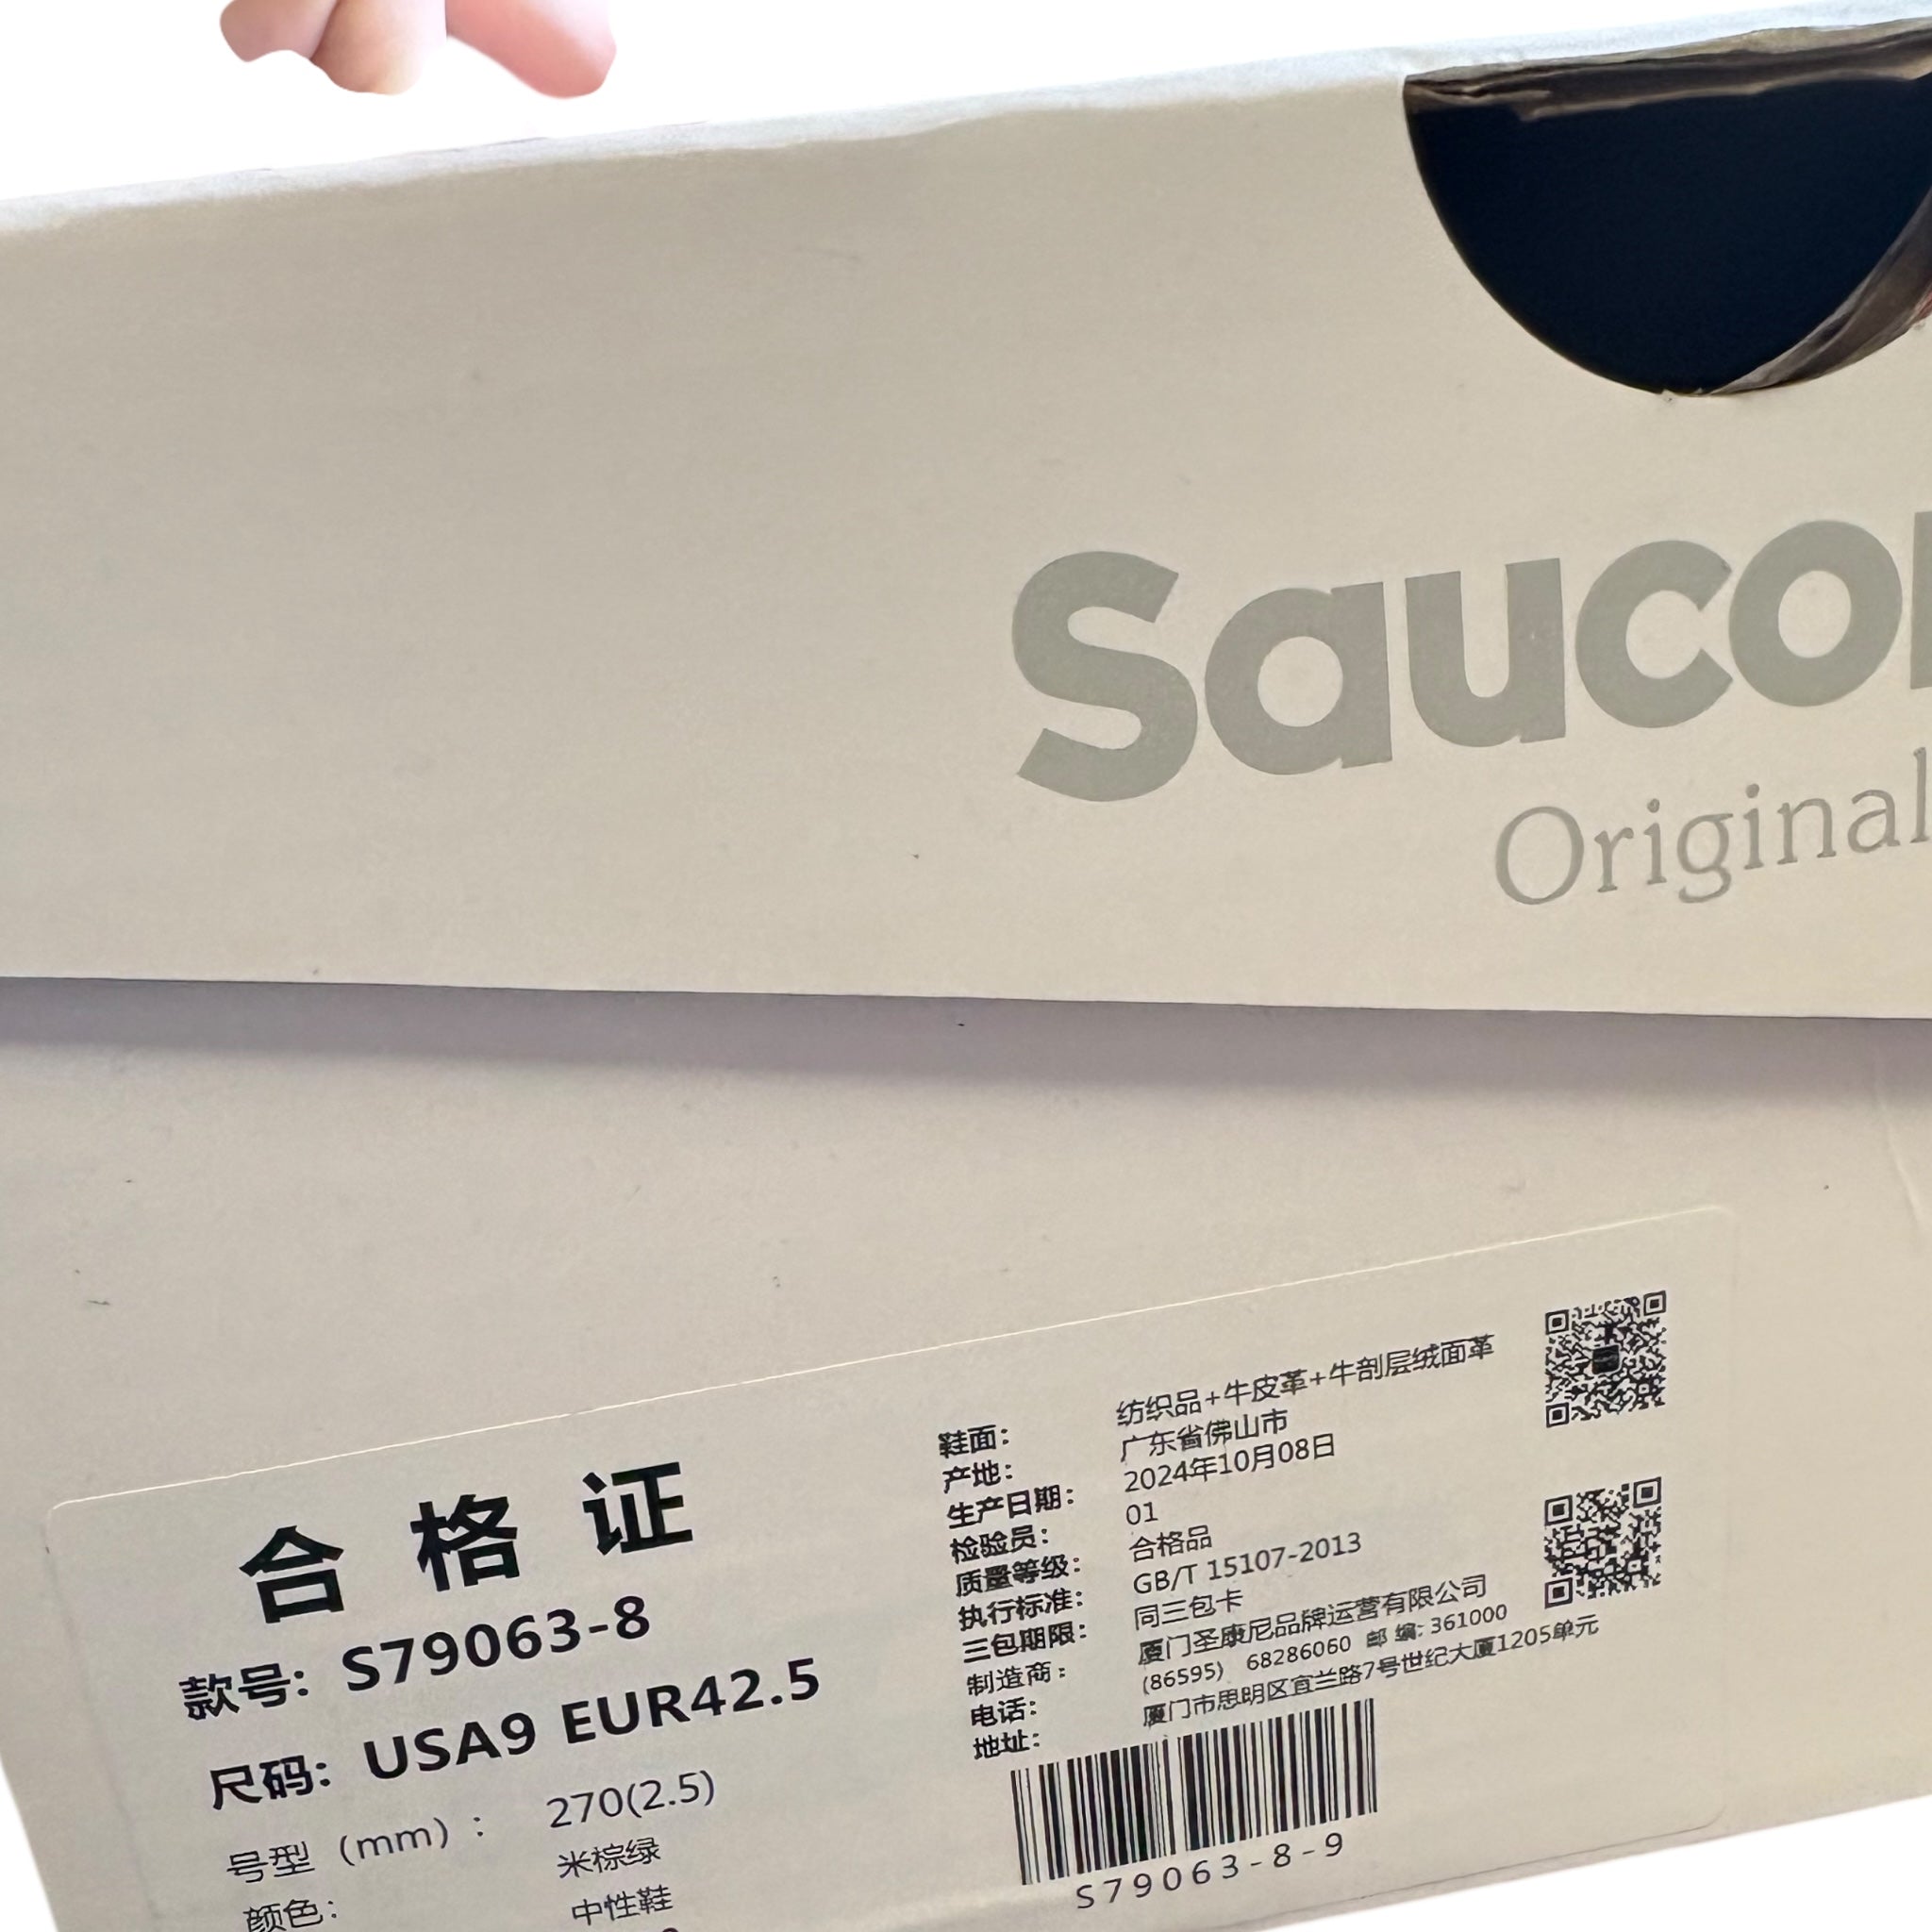 Saucon
Original
合格证
款号: S79063-8
尺码: USA9 EUR42.5
号型（mm）: 270(2.5)
颜色: 米棕绿
中性鞋
鞋面: 纺织品+牛皮革+牛剖层绒面革
产地: 广东省佛山市
生产日期: 2024年10月08日
检验员: 01
质量等级: 合格品
执行标准: GB/T 15107-2013
三包期限: 同三包卡
制造商: 厦门圣康尼品牌运营有限公司
电话: (86595) 68286060 邮 编: 361000
地址: 厦门市思明区宜兰路7号世纪大厦1205单元
S79063-8-9